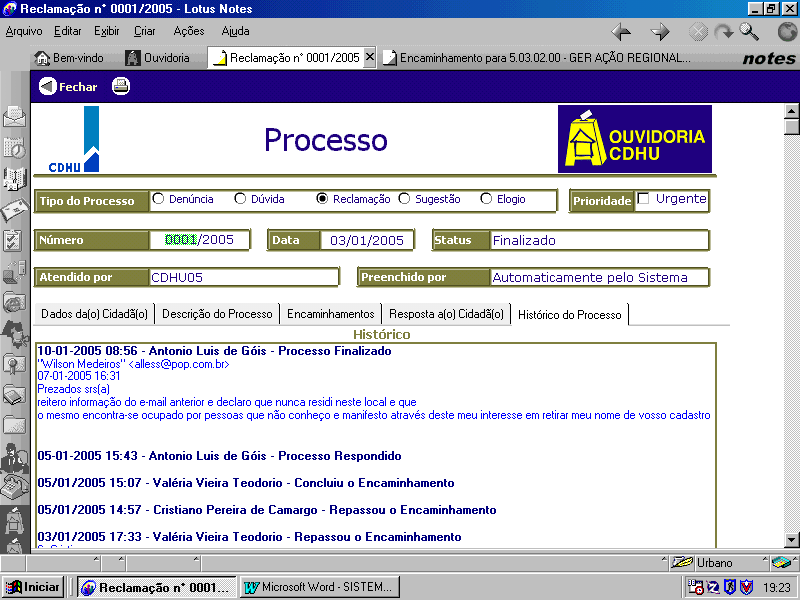 Reclamação n° 0001/2005 - Lotus Notes
Arquivo Editar Exibir Criar Ações Ajuda
Bem-vindo Ouvidoria Reclamação n° 0001/2005 Encaminhamento para 5.03.02.00 - GER AÇÃO REGIONAL... notes
Fechar
CDHU Processo OUVIDORIA
CDHU
Tipo do Processo Denúncia Dúvida Reclamação Sugestão Elogio Prioridade Urgente
Número 0001/2005 Data 03/01/2005 Status Finalizado
Atendido por CDHU05 Preenchido por Automaticamente pelo Sistema
Dados da(o) Cidadã(o) Descrição do Processo Encaminhamentos Resposta a(o) Cidadã(o) Histórico do Processo
Histórico
10-01-2005 08:56 - Antonio Luis de Góis - Processo Finalizado
"Wilson Medeiros" <alless@pop.com.br>
07-01-2005 16:31
Prezados srs(a)
reitero informação do e-mail anterior e declaro que nunca residi neste local e que
o mesmo encontra-se ocupado por pessoas que não conheço e manifesto através deste meu interesse em retirar meu nome de vosso cadastro
05-01-2005 15:43 - Antonio Luis de Góis - Processo Respondido
05/01/2005 15:07 - Valéria Vieira Teodorio - Concluiu o Encaminhamento
05/01/2005 14:57 - Cristiano Pereira de Camargo - Repassou o Encaminhamento
03/01/2005 17:33 - Valéria Vieira Teodorio - Repassou o Encaminhamento
Urbano
Iniciar Reclamação n° 0001... Microsoft Word - SISTEM... 19:23